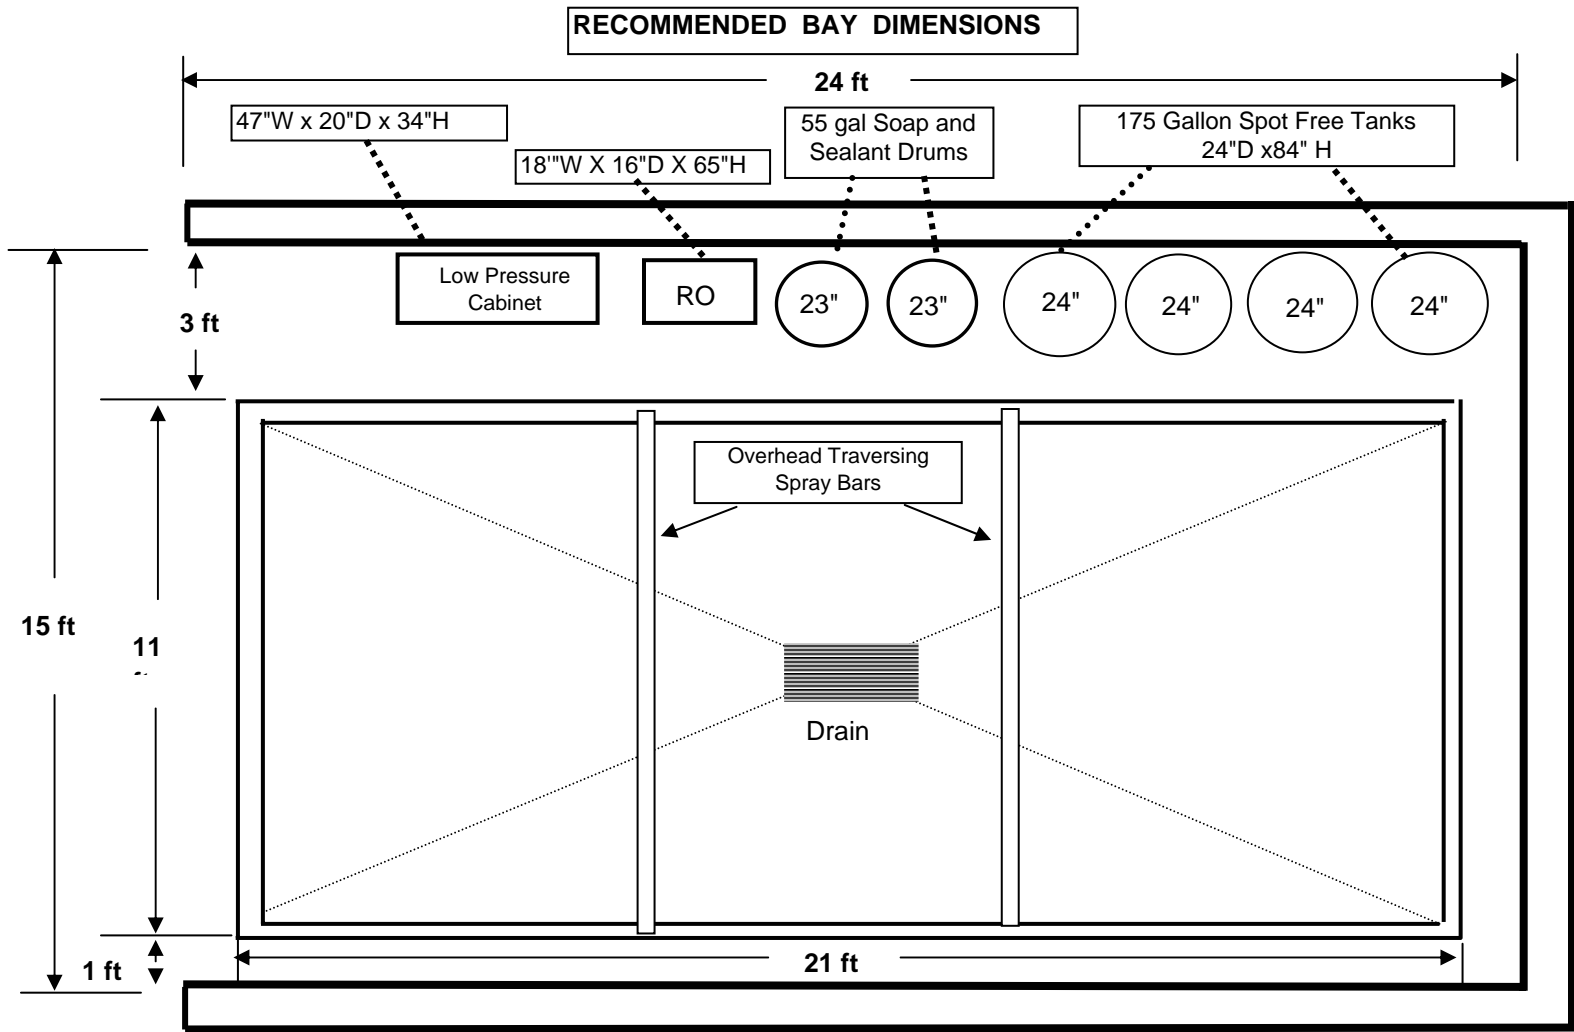 RECOMMENDED BAY DIMENSIONS
24 ft
47"W x 20"D x 34"H
18'"W X 16"D X 65"H
55 gal Soap and
Sealant Drums
175 Gallon Spot Free Tanks
24"D x84" H
Low Pressure
Cabinet
RO
23"
23"
24"
24"
24"
24"
3 ft
Overhead Traversing
Spray Bars
15 ft
11
Drain
1 ft
21 ft